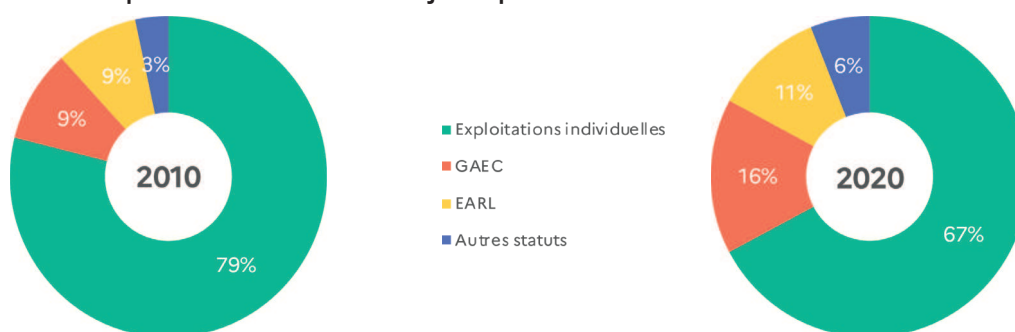 3%
9%
9%
2010
79%
Exploitations individuelles
GAEC
EARL
Autres statuts
6%
11%
16%
2020
67%